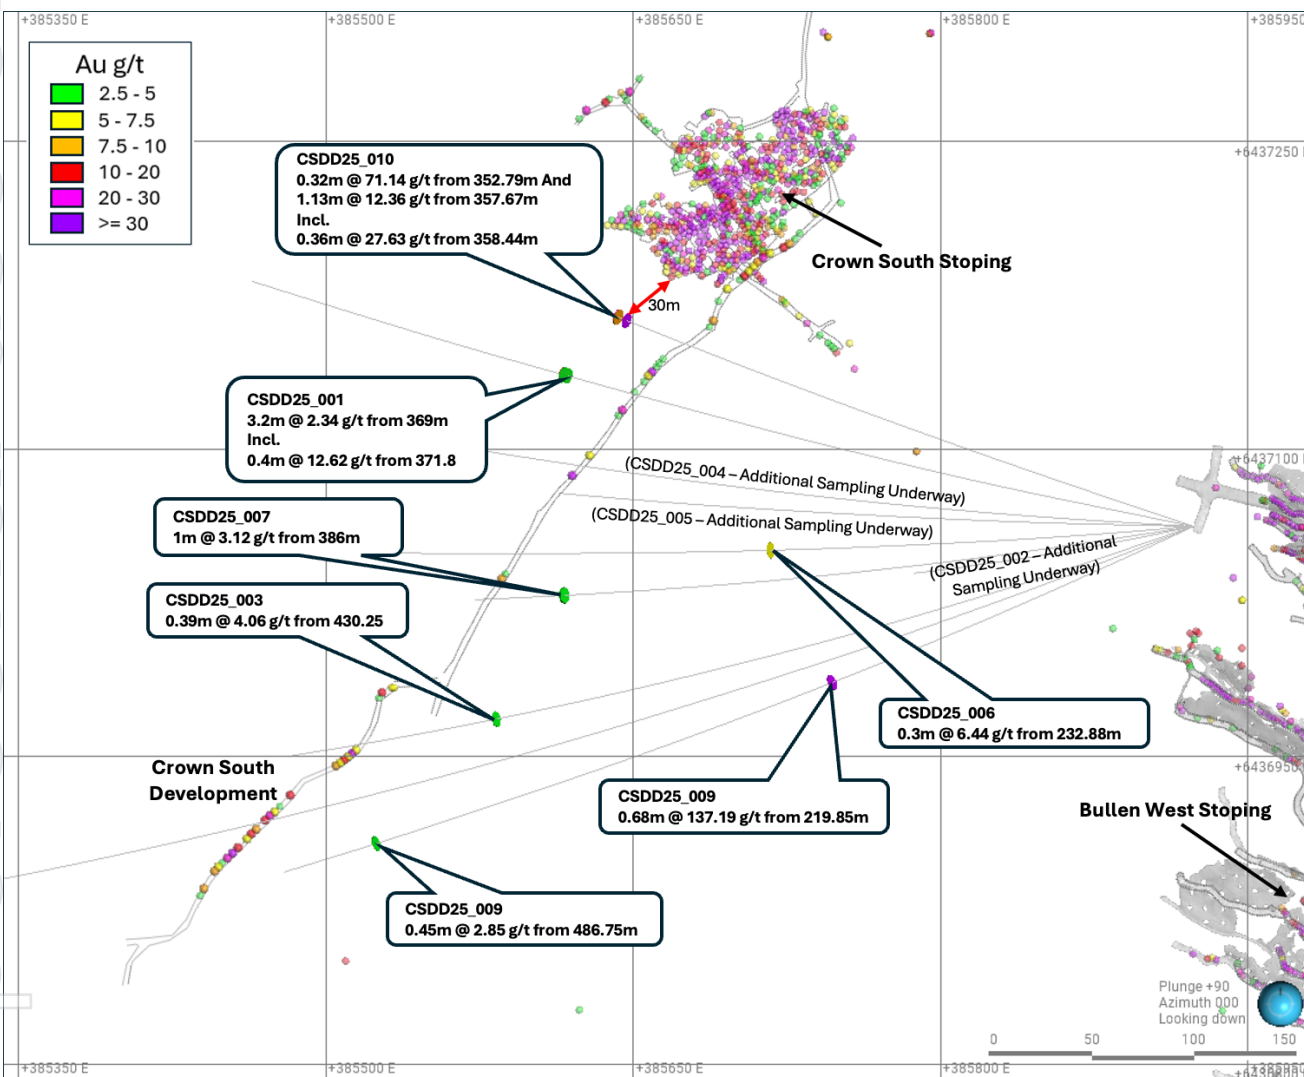 +385350 E
+385500 E
+385650 E
+385800 E
+385950
Au g/t
2.5 - 5
5 - 7.5
7.5 - 10
10 - 20
20 - 30
>= 30
+6437250
CSDD25_010
0.32m @ 71.14 g/t from 352.79m And
1.13m @ 12.36 g/t from 357.67m
Incl.
0.36m @ 27.63 g/t from 358.44m
Crown South Stoping
30m
CSDD25_001
3.2m @ 2.34 g/t from 369m
Incl.
0.4m @ 12.62 g/t from 371.8
+6437100
(CSDD25_004 – Additional Sampling Underway)
(CSDD25_005 – Additional Sampling Underway)
CSDD25_007
1m @ 3.12 g/t from 386m
(CSDD25_002 – Additional
Sampling Underway)
CSDD25_003
0.39m @ 4.06 g/t from 430.25
CSDD25_006
0.3m @ 6.44 g/t from 232.88m
+6436950
Crown South
Development
CSDD25_009
0.68m @ 137.19 g/t from 219.85m
Bullen West Stoping
CSDD25_009
0.45m @ 2.85 g/t from 486.75m
Plunge +90
Azimuth 000
Looking down
0
50
100
150
+385350 E
+385500 E
+385650 E
+385800 E